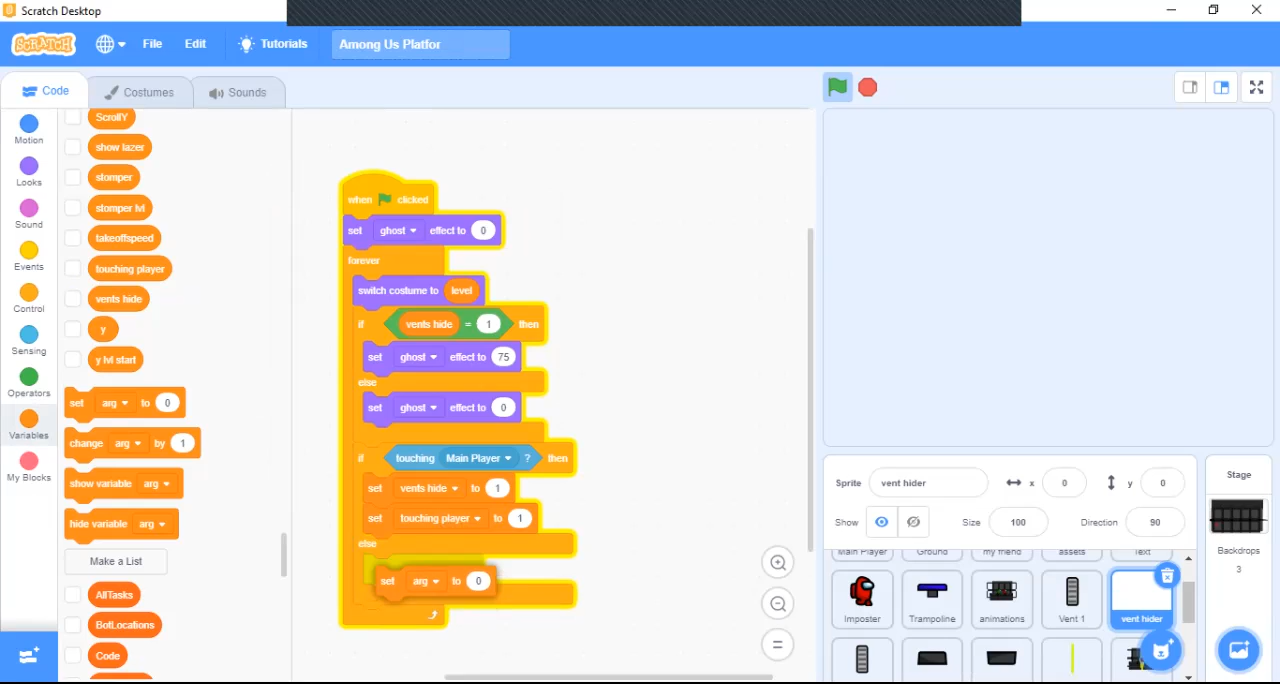 Scratch Desktop
SCRATCH
File
Edit
Tutorials
Among Us Platfor
Code
Costumes
Sounds
Motion
Looks
Sound
Events
Control
Sensing
Operators
Variables
My Blocks
ScrollY
show lazer
stomper
stomper lvl
takeoffspeed
touching player
vents hide
y
y lvl start
set arg to 0
change arg by 1
show variable arg
hide variable arg
Make a List
AllTasks
BotLocations
Code
when clicked
set ghost effect to 0
forever
switch costume to level
if vents hide = 1 then
set ghost effect to 75
else
set ghost effect to 0
if touching Main Player ? then
set vents hide to 1
set touching player to 1
else
set arg to 0
Sprite vent hider x 0 y 0
Show Size 100 Direction 90
Main Player
Ground
my friend
assets
Text
Imposter
Trampoline
animations
Vent 1
vent hider
Stage
Backdrops
3